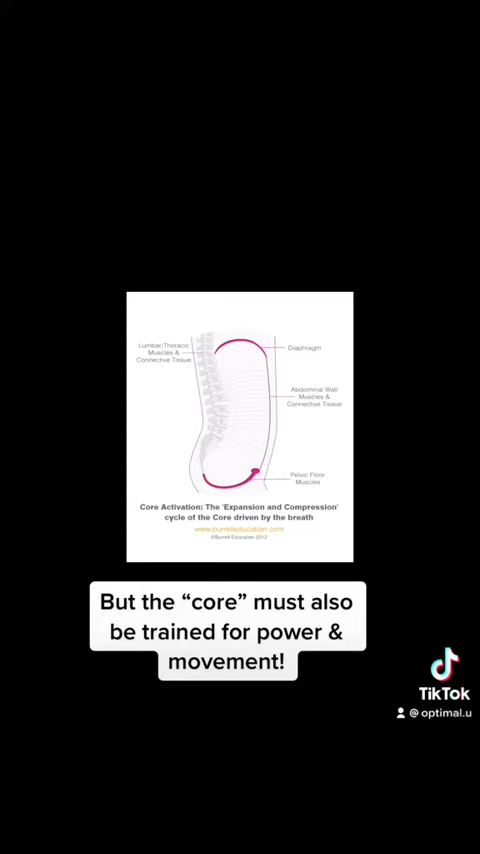 Lumbar/Thoracic
Muscles &
Connective Tissue
Diaphragm
Abdominal Wall
Muscles &
Connective Tissue
Pelvic Floor
Muscles
Core Activation: The 'Expansion and Compression'
cycle of the Core driven by the breath
www.burrelleducation.com
©Burrell Education 2012
But the “core” must also
be trained for power &
movement!
TikTok
@ optimal.u